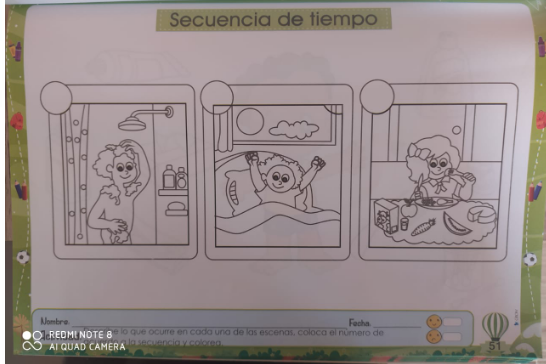 Secuencia de tiempo
Nombre. Fecha.
REDMI NOTE 8
lo que ocurre en cada una de las escenas, coloca el número de
AI QUAD CAMERA
la secuencia y colorea.
51